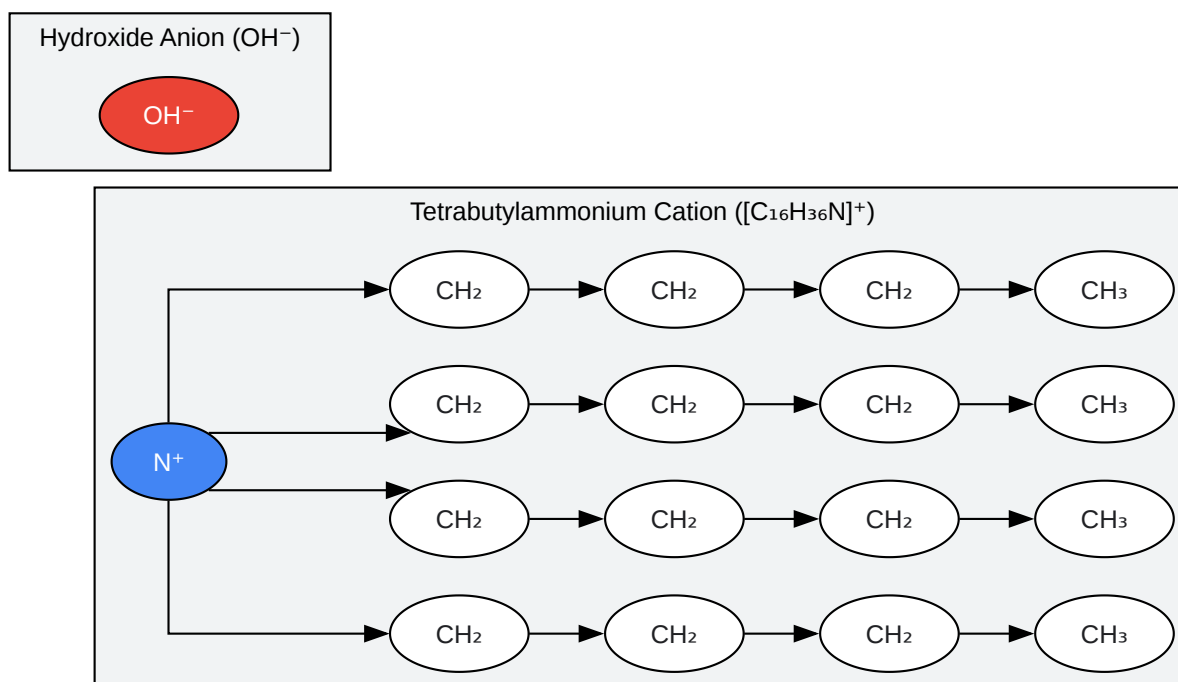 Hydroxide Anion (OH⁻)
OH⁻
Tetrabutylammonium Cation ([C₁₆H₃₆N]⁺)
CH₂ CH₂ CH₂ CH₃
CH₂ CH₂ CH₂ CH₃
N⁺
CH₂ CH₂ CH₂ CH₃
CH₂ CH₂ CH₂ CH₃